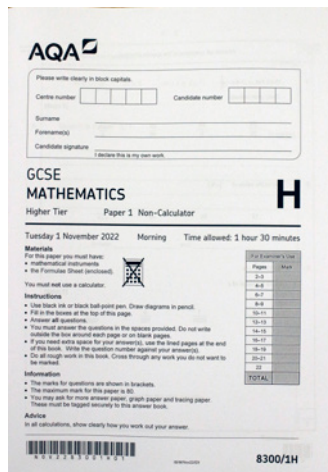 AQA
Please write clearly in block capitals.
Centre number Candidate number
Surname
Forename(s)
Candidate signature
I declare this is my own work.
GCSE
MATHEMATICS
H
Higher Tier Paper 1 Non-Calculator
Tuesday 1 November 2022 Morning Time allowed: 1 hour 30 minutes
Materials
For this paper you must have:
• mathematical instruments
• the Formulae Sheet (enclosed).
You must not use a calculator.
Instructions
• Use black ink or black ball-point pen. Draw diagrams in pencil.
• Fill in the boxes at the top of this page.
• Answer all questions.
• You must answer the questions in the spaces provided. Do not write
outside the box around each page or on blank pages.
• If you need extra space for your answer(s), use the lined pages at the end
of this book. Write the question number against your answer(s).
• Do all rough work in this book. Cross through any work you do not want to
be marked.
Information
• The marks for questions are shown in brackets.
• The maximum mark for this paper is 80.
• You may ask for more answer paper, graph paper and tracing paper.
These must be tagged securely to this answer book.
Advice
In all calculations, show clearly how you work out your answer.
For Examiner's Use
Pages Mark
2–3
4–5
6–7
8–9
10–11
12–13
14–15
16–17
18–19
20–21
22
TOTAL
NOV2283001H01
8300/1H